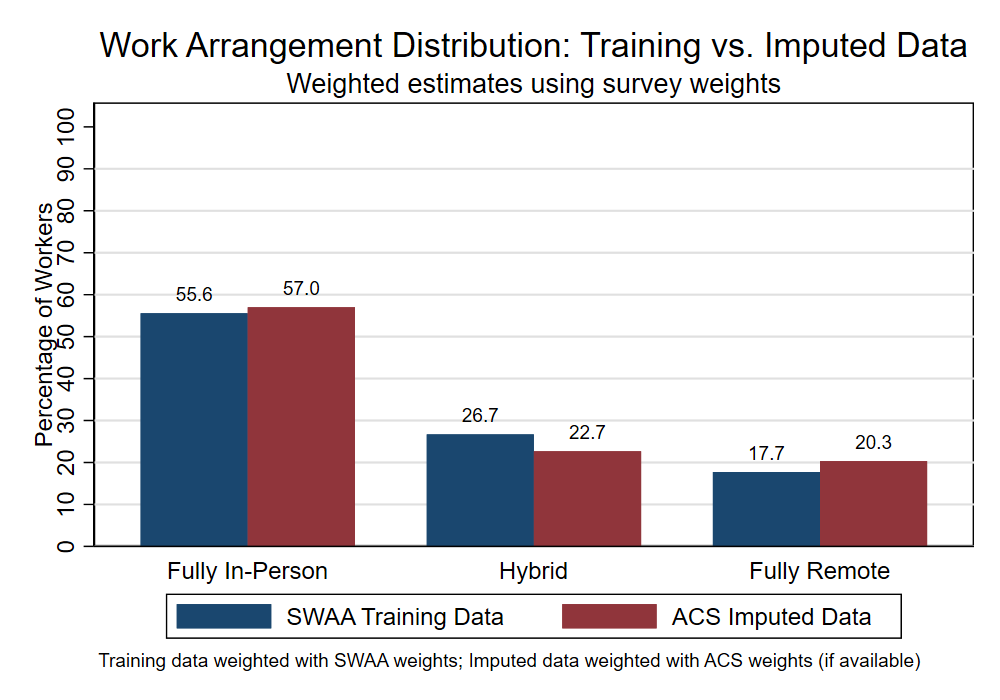 Work Arrangement Distribution: Training vs. Imputed Data
Weighted estimates using survey weights
Percentage of Workers
100
90
80
70
60
50
40
30
20
10
0
55.6
57.0
26.7
22.7
17.7
20.3
Fully In-Person
Hybrid
Fully Remote
SWAA Training Data
ACS Imputed Data
Training data weighted with SWAA weights; Imputed data weighted with ACS weights (if available)